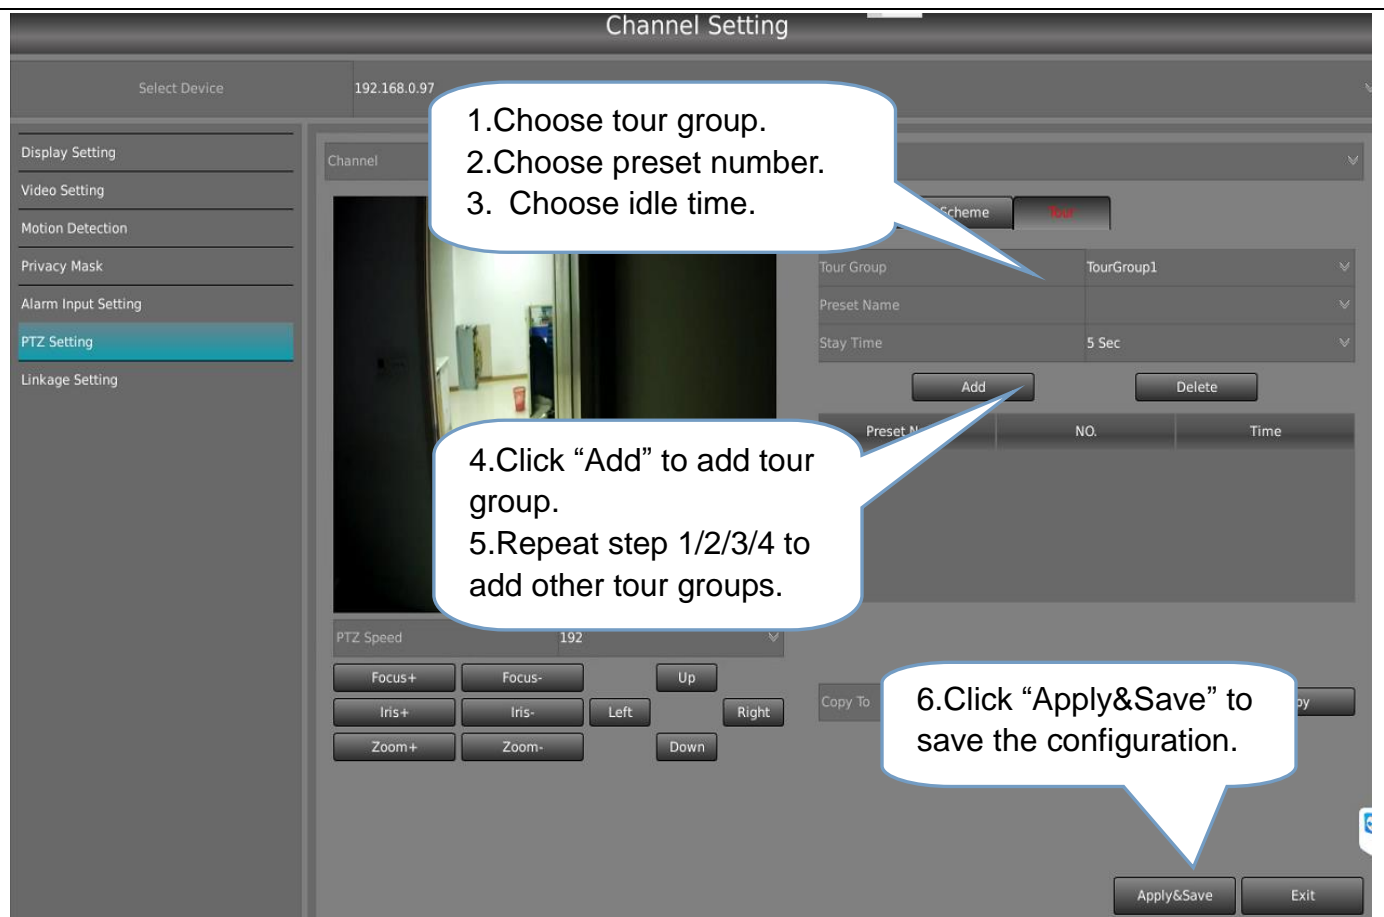 Channel Setting
Select Device 192.168.0.97
1.Choose tour group.
2.Choose preset number.
3. Choose idle time.
Display Setting
Video Setting
Motion Detection
Privacy Mask
Alarm Input Setting
PTZ Setting
Linkage Setting
Channel
Scheme Tour
Tour Group TourGroup1
Preset Name
Stay Time 5 Sec
Add Delete
Preset NO. Time
4.Click “Add” to add tour
group.
5.Repeat step 1/2/3/4 to
add other tour groups.
PTZ Speed 192
Focus+ Focus- Up
Iris+ Iris- Left Right
Zoom+ Zoom- Down
Copy To
6.Click “Apply&Save” to
save the configuration.
Apply&Save Exit